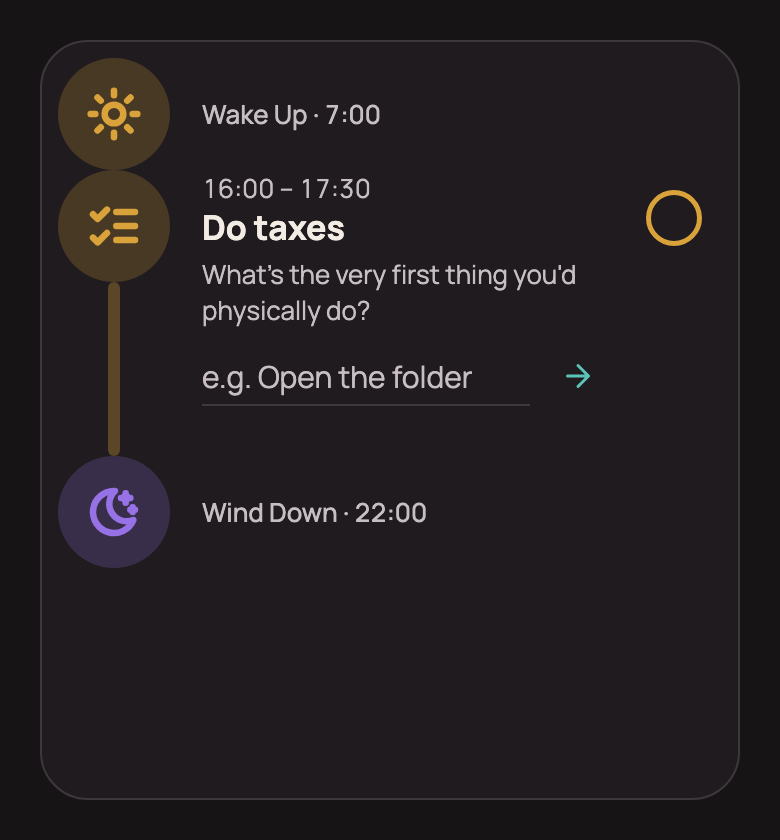 Wake Up · 7:00
16:00 – 17:30
Do taxes
What's the very first thing you'd
physically do?
e.g. Open the folder
Wind Down · 22:00